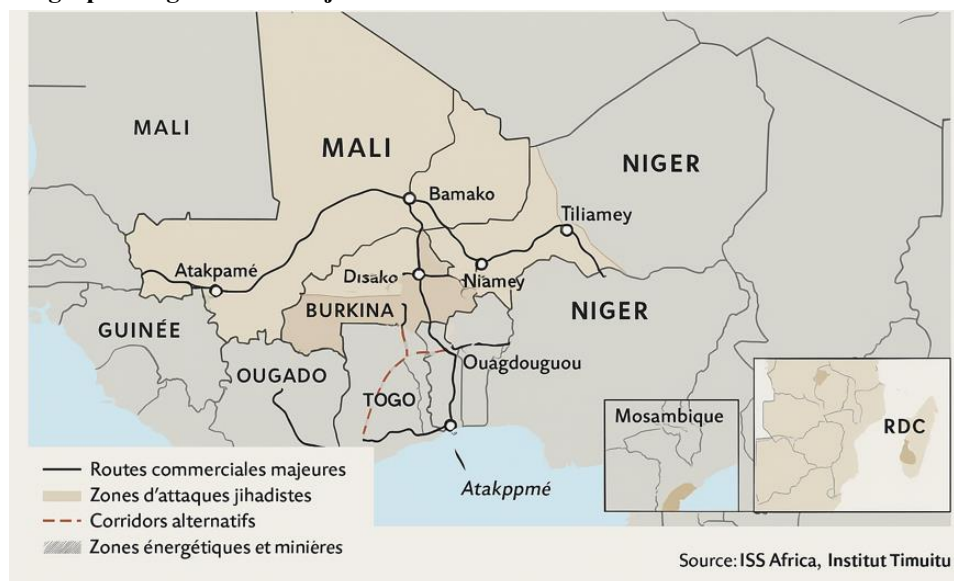 MALI
MALI
NIGER
Bamako
Tiliamey
Atakpamé
Disako
Niamey
BURKINA
NIGER
GUINÉE
Ouagdouguou
OUGADO
TOGO
Mosambique
RDC
Atakppmé
Routes commerciales majeures
Zones d'attaques jihadistes
Corridors alternatifs
Zones énergétiques et minières
Source: ISS Africa, Institut Timuitu